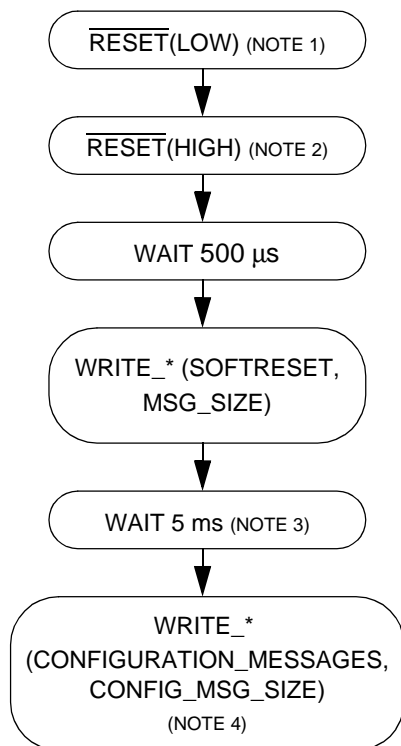 RESET(LOW) (NOTE 1)
RESET(HIGH) (NOTE 2)
WAIT 500 µs
WRITE_* (SOFTRESET,
MSG_SIZE)
WAIT 5 ms (NOTE 3)
WRITE_*
(CONFIGURATION_MESSAGES,
CONFIG_MSG_SIZE)
(NOTE 4)